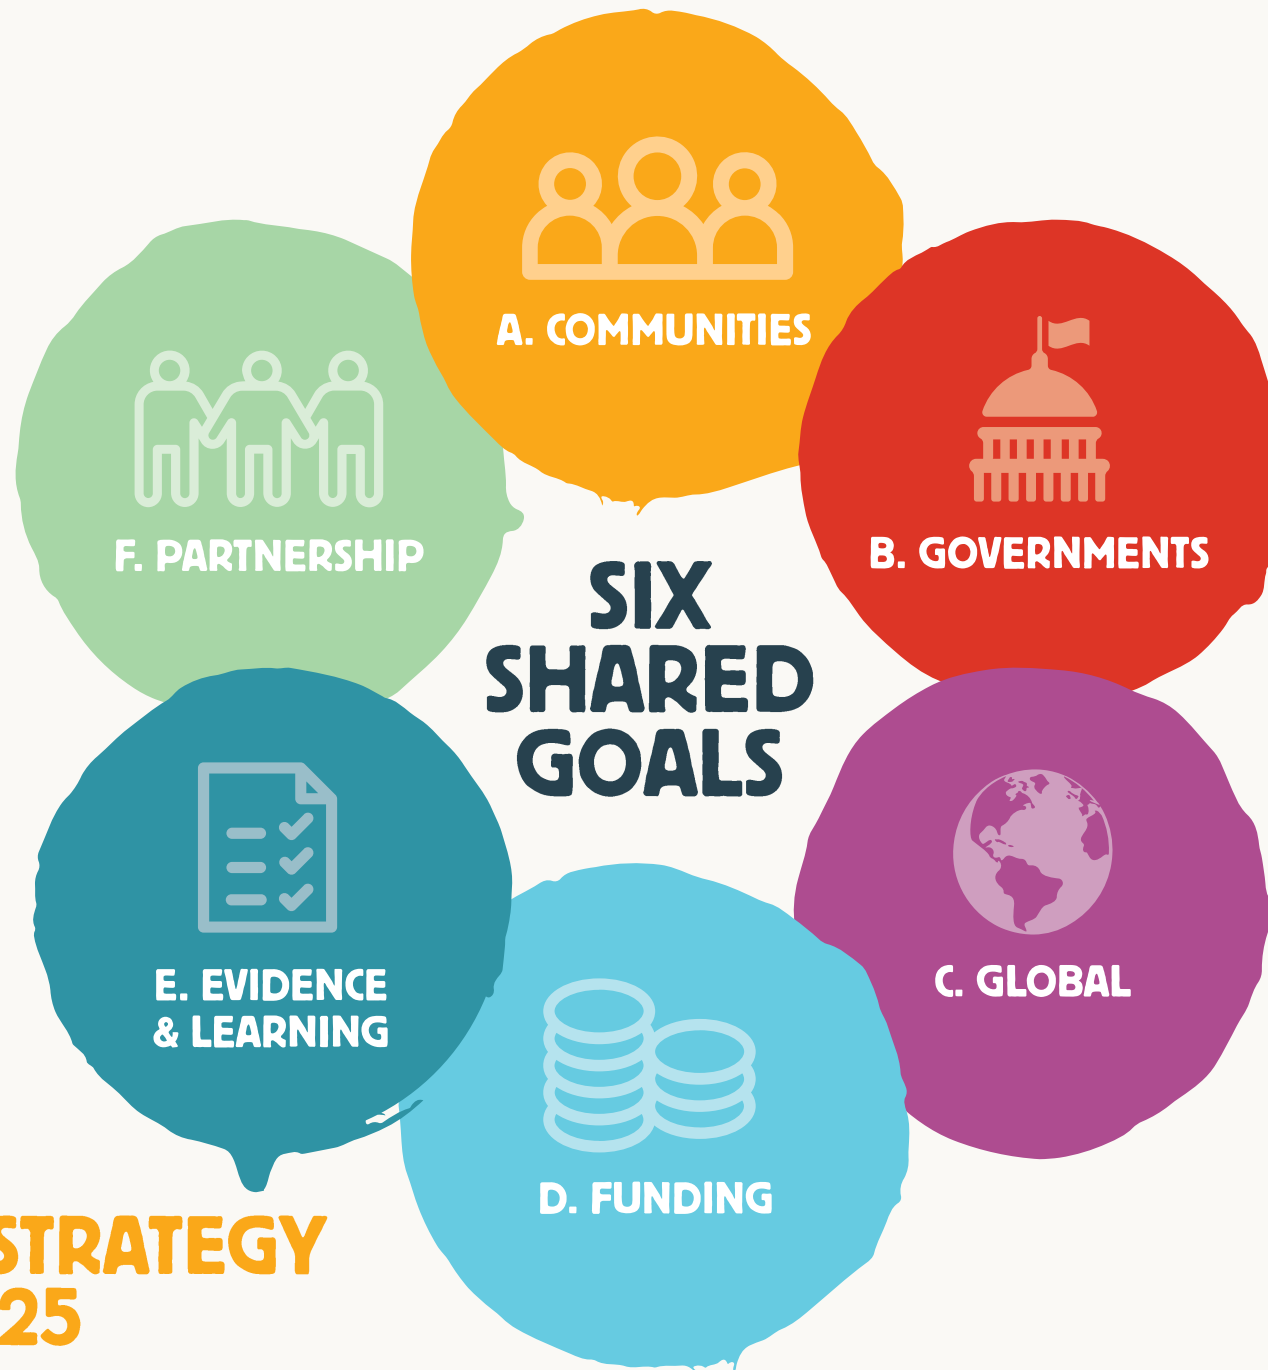 A. COMMUNITIES
B. GOVERNMENTS
F. PARTNERSHIP
SIX
SHARED
GOALS
C. GLOBAL
E. EVIDENCE
& LEARNING
D. FUNDING
STRATEGY
25